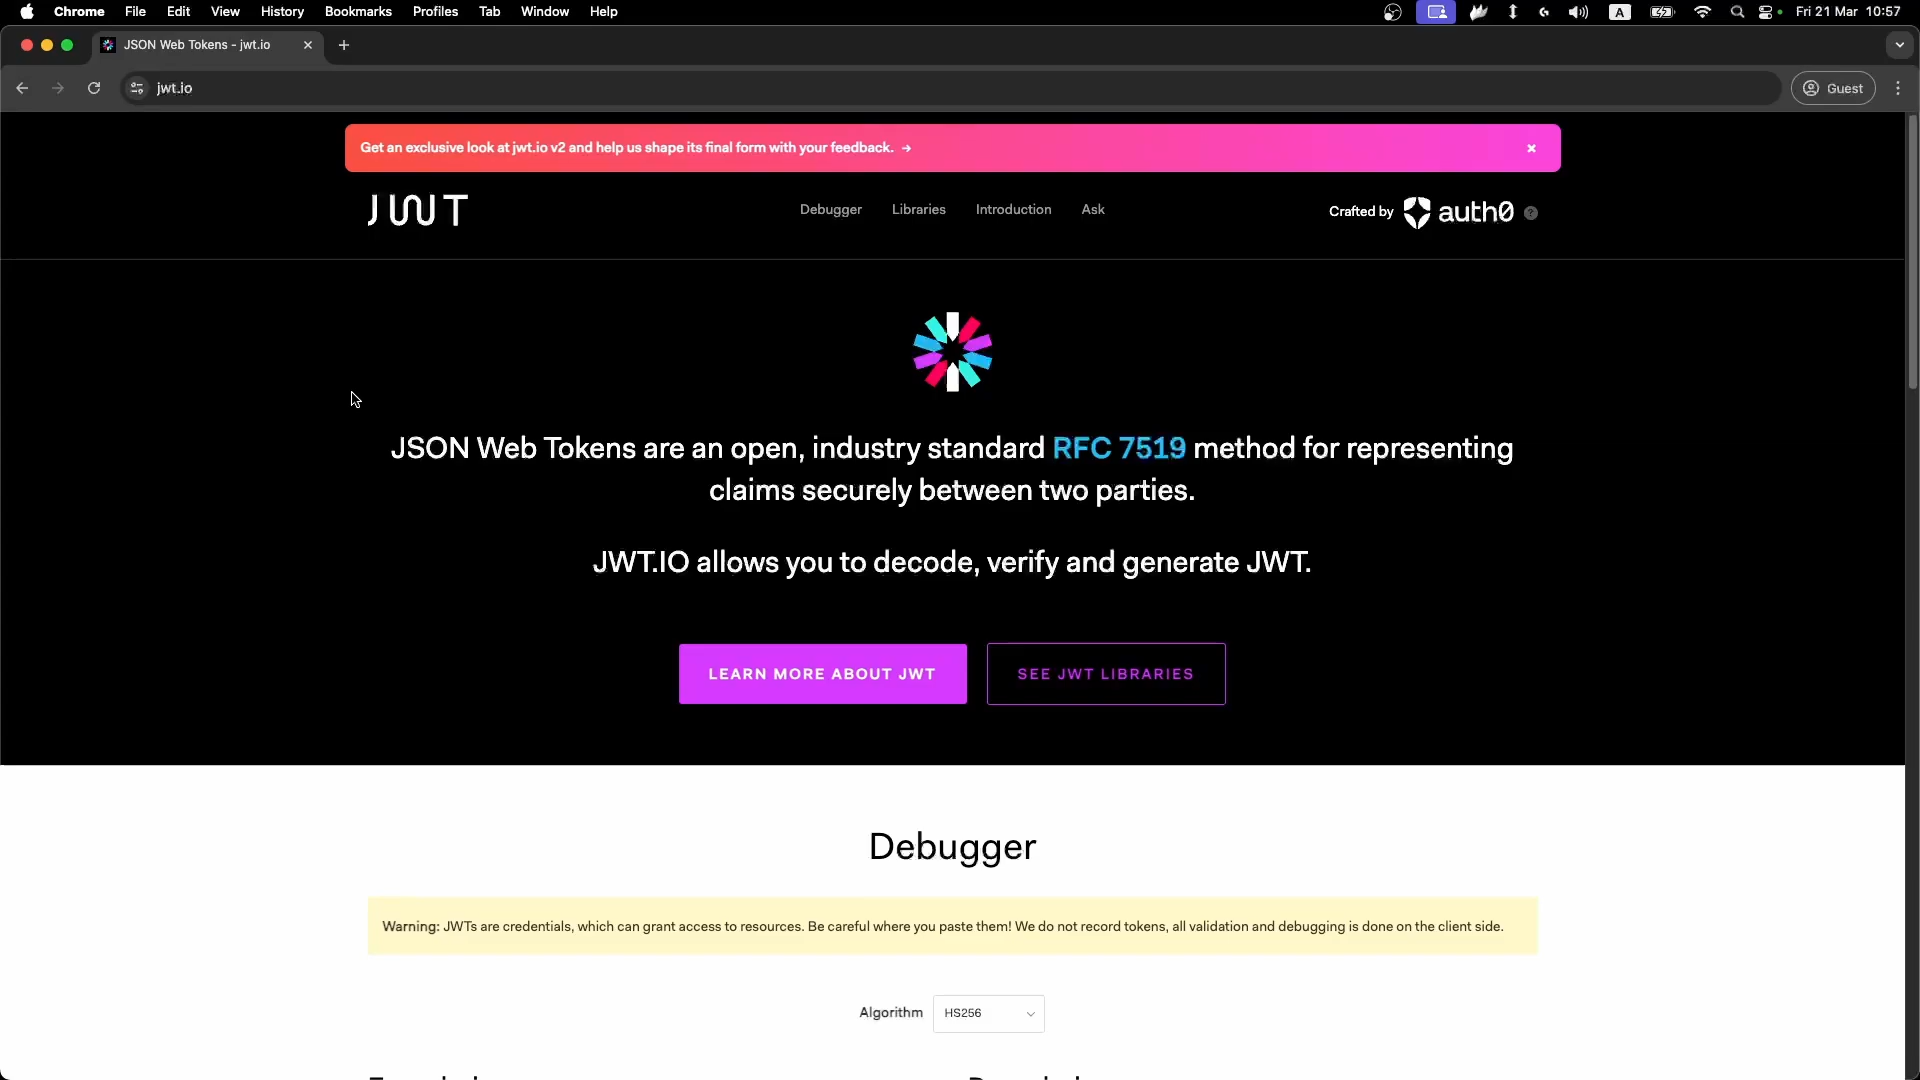 Chrome File Edit View History Bookmarks Profiles Tab Window Help A Fri 21 Mar 10:57
JSON Web Tokens - jwt.io
jwt.io Guest
Get an exclusive look at jwt.io v2 and help us shape its final form with your feedback. →
JWT Debugger Libraries Introduction Ask Crafted by auth0 ?
JSON Web Tokens are an open, industry standard RFC 7519 method for representing
claims securely between two parties.
JWT.IO allows you to decode, verify and generate JWT.
LEARN MORE ABOUT JWT SEE JWT LIBRARIES
Debugger
Warning: JWTs are credentials, which can grant access to resources. Be careful where you paste them! We do not record tokens, all validation and debugging is done on the client side.
Algorithm HS256